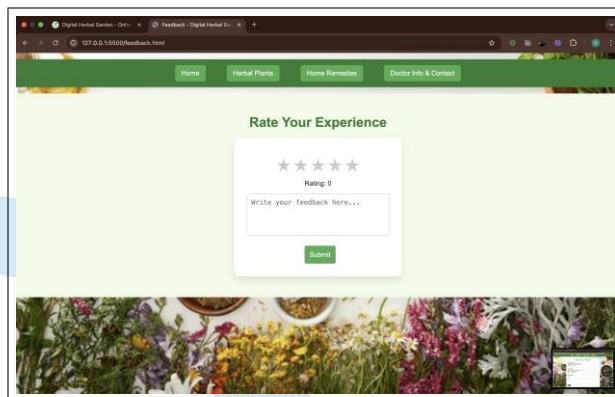 Digital Herbal Garden - Onlin
Feedback - Digital Herbal Ga
127.0.0.1:5500/feedback.html
Home
Herbal Plants
Home Remedies
Doctor Info & Contact
Rate Your Experience
Rating: 0
Write your feedback here...
Submit